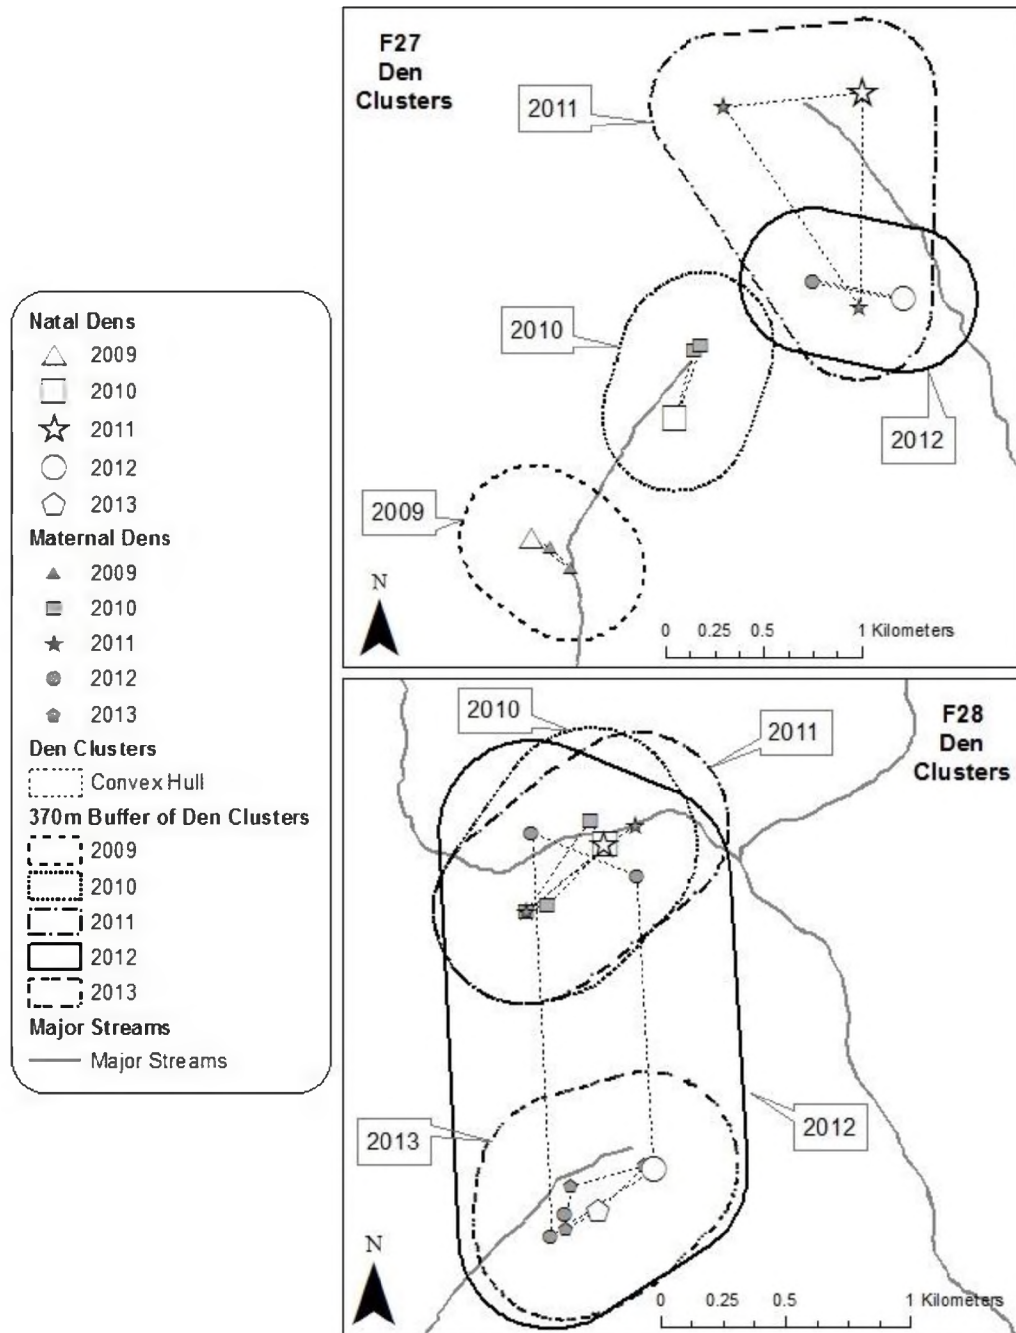 Natal Dens
2009
2010
2011
2012
2013
Maternal Dens
2009
2010
2011
2012
2013
Den Clusters
Convex Hull
370m Buffer of Den Clusters
2009
2010
2011
2012
2013
Major Streams
Major Streams
F27
Den
Clusters
2011
2010
2012
2009
N
0 0.25 0.5 1 Kilometers
2010
2011
F28
Den
Clusters
2013
2012
N
0 0.25 0.5 1 Kilometers